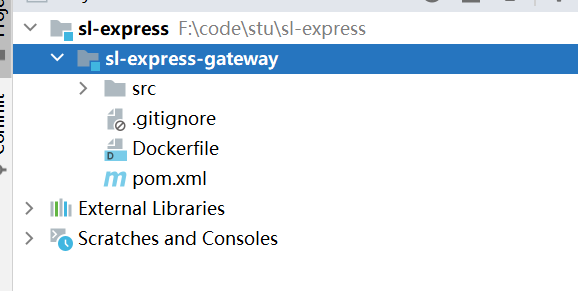 sl-express F:\code\stu\sl-express
sl-express-gateway
src
.gitignore
Dockerfile
pom.xml
External Libraries
Scratches and Consoles
Commit